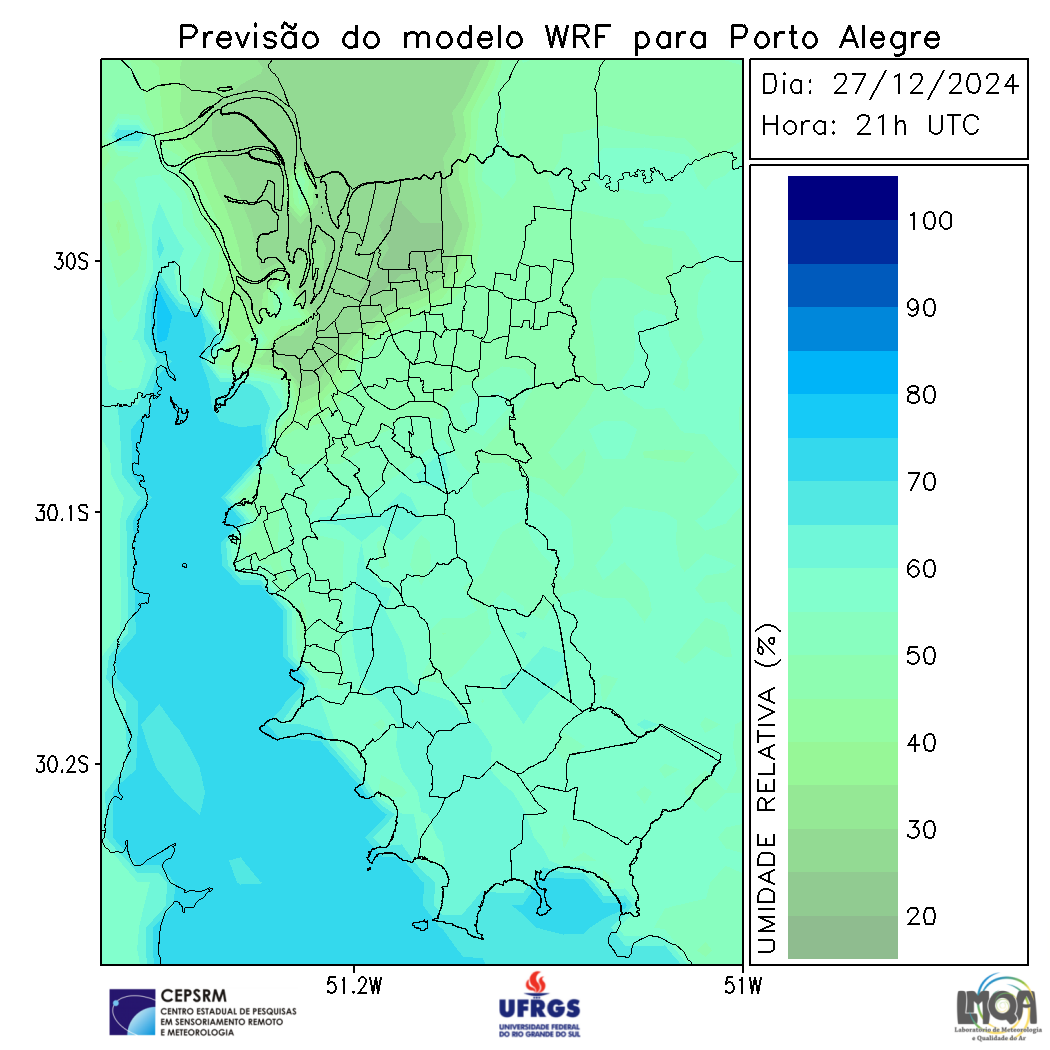 Previsão do modelo WRF para Porto Alegre
Dia: 27/12/2024
Hora: 21h UTC
100
90
80
70
60
50
40
30
20
UMIDADE RELATIVA (%)
30S
30.1S
30.2S
51.2W
51W
CEPSRM
CENTRO ESTADUAL DE PESQUISAS
EM SENSORIAMENTO REMOTO
E METEOROLOGIA
UFRGS
UNIVERSIDADE FEDERAL
DO RIO GRANDE DO SUL
LMQA
Laboratório de Meteorologia
e Qualidade do Ar